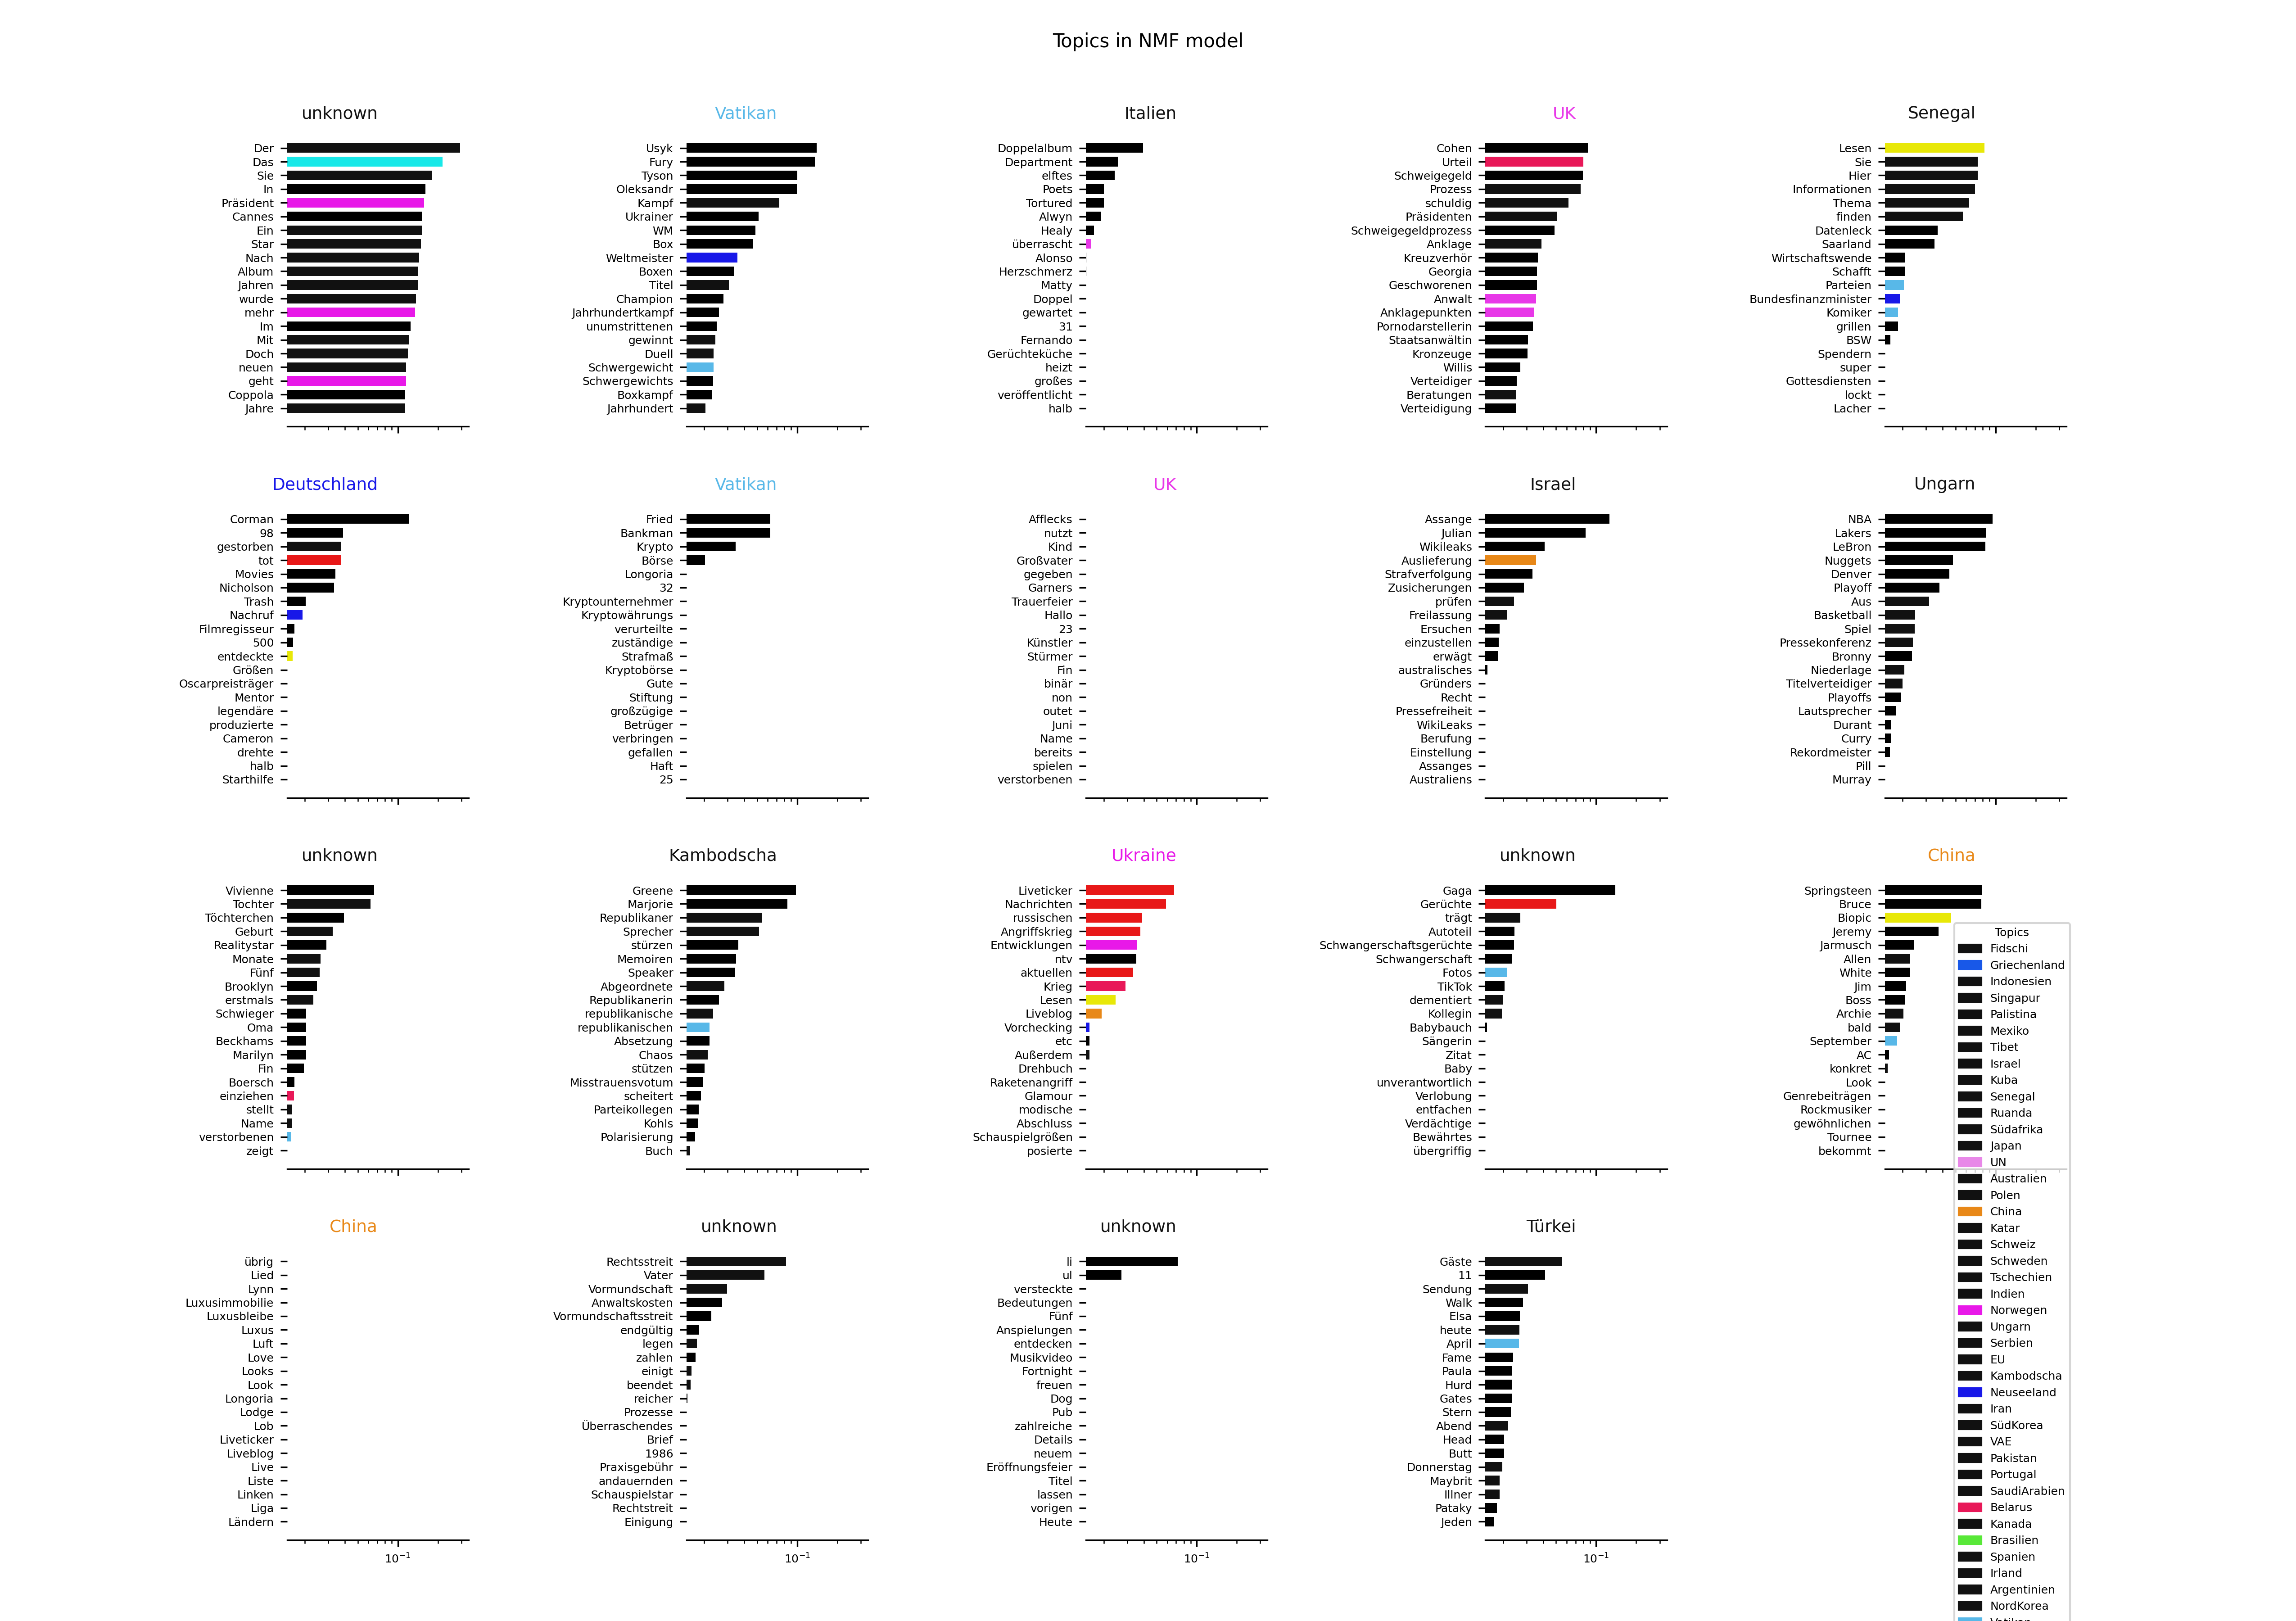 Topics in NMF model
unknown
Der
Das
Sie
In
Präsident
Cannes
Ein
Star
Nach
Album
Jahren
wurde
mehr
Im
Mit
Doch
neuen
geht
Coppola
Jahre
Vatikan
Usyk
Fury
Tyson
Oleksandr
Kampf
Ukrainer
WM
Box
Weltmeister
Boxen
Titel
Champion
Jahrhundertkampf
unumstrittenen
gewinnt
Duell
Schwergewicht
Schwergewichts
Boxkampf
Jahrhundert
Italien
Doppelalbum
Department
elftes
Poets
Tortured
Alwyn
Healy
überrascht
Alonso
Herzschmerz
Matty
Doppel
gewartet
31
Fernando
Gerüchteküche
heizt
großes
veröffentlicht
halb
UK
Cohen
Urteil
Schweigegeld
Prozess
schuldig
Präsidenten
Schweigegeldprozess
Anklage
Kreuzverhör
Georgia
Geschworenen
Anwalt
Anklagepunkten
Pornodarstellerin
Staatsanwältin
Kronzeuge
Willis
Verteidiger
Beratungen
Verteidigung
Senegal
Lesen
Sie
Hier
Informationen
Thema
finden
Datenleck
Saarland
Wirtschaftswende
Schafft
Parteien
Bundesfinanzminister
Komiker
grillen
BSW
Spendern
super
Gottesdiensten
lockt
Lacher
Deutschland
Corman
98
gestorben
tot
Movies
Nicholson
Trash
Nachruf
Filmregisseur
500
entdeckte
Größen
Oscarpreisträger
Mentor
legendäre
produzierte
Cameron
drehte
halb
Starthilfe
Vatikan
Fried
Bankman
Krypto
Börse
Longoria
32
Kryptounternehmer
Kryptowährungs
verurteilte
zuständige
Strafmaß
Kryptobörse
Gute
Stiftung
großzügige
Betrüger
verbringen
gefallen
Haft
25
UK
Afflecks
nutzt
Kind
Großvater
gegeben
Garners
Trauerfeier
Hallo
23
Künstler
Stürmer
Fin
binär
non
outet
Juni
Name
bereits
spielen
verstorbenen
Israel
Assange
Julian
Wikileaks
Auslieferung
Strafverfolgung
Zusicherungen
prüfen
Freilassung
Ersuchen
einzustellen
erwägt
australisches
Gründers
Recht
Pressefreiheit
WikiLeaks
Berufung
Einstellung
Assanges
Australiens
Ungarn
NBA
Lakers
LeBron
Nuggets
Denver
Playoff
Aus
Basketball
Spiel
Pressekonferenz
Bronny
Niederlage
Titelverteidiger
Playoffs
Lautsprecher
Durant
Curry
Rekordmeister
Pill
Murray
unknown
Vivienne
Tochter
Töchterchen
Geburt
Realitystar
Monate
Fünf
Brooklyn
erstmals
Schwieger
Oma
Beckhams
Marilyn
Fin
Boersch
einziehen
stellt
Name
verstorbenen
zeigt
Kambodscha
Greene
Marjorie
Republikaner
Sprecher
stürzen
Memoiren
Speaker
Abgeordnete
Republikanerin
republikanische
republikanischen
Absetzung
Chaos
stützen
Misstrauensvotum
scheitert
Parteikollegen
Kohls
Polarisierung
Buch
Ukraine
Liveticker
Nachrichten
russischen
Angriffskrieg
Entwicklungen
ntv
aktuellen
Krieg
Lesen
Liveblog
Vorchecking
etc
Außerdem
Drehbuch
Raketenangriff
Glamour
modische
Abschluss
Schauspielgrößen
posierte
unknown
Gaga
Gerüchte
trägt
Autoteil
Schwangerschaftsgerüchte
Schwangerschaft
Fotos
TikTok
dementiert
Kollegin
Babybauch
Sängerin
Zitat
Baby
unverantwortlich
Verlobung
entfachen
Verdächtige
Bewährtes
übergriffig
China
Springsteen
Bruce
Biopic
Jeremy
Jarmusch
Allen
White
Jim
Boss
Archie
bald
September
AC
konkret
Look
Genrebeiträgen
Rockmusiker
gewöhnlichen
Tournee
bekommt
China
übrig
Lied
Lynn
Luxusimmobilie
Luxusbleibe
Luxus
Luft
Love
Looks
Look
Longoria
Lodge
Lob
Liveticker
Liveblog
Live
Liste
Linken
Liga
Ländern
10⁻¹
unknown
Rechtsstreit
Vater
Vormundschaft
Anwaltskosten
Vormundschaftsstreit
endgültig
legen
zahlen
einigt
beendet
reicher
Prozesse
Überraschendes
Brief
1986
Praxisgebühr
andauernden
Schauspielstar
Rechtstreit
Einigung
10⁻¹
unknown
li
ul
versteckte
Bedeutungen
Fünf
Anspielungen
entdecken
Musikvideo
Fortnight
freuen
Dog
Pub
zahlreiche
Details
neuem
Eröffnungsfeier
Titel
lassen
vorigen
Heute
10⁻¹
Türkei
Gäste
11
Sendung
Walk
Elsa
heute
April
Fame
Paula
Hurd
Gates
Stern
Abend
Head
Butt
Donnerstag
Maybrit
Illner
Pataky
Jeden
10⁻¹
Topics
Fidschi
Griechenland
Indonesien
Singapur
Palistina
Mexiko
Tibet
Israel
Kuba
Senegal
Ruanda
Südafrika
Japan
UN
Australien
Polen
China
Katar
Schweiz
Schweden
Tschechien
Indien
Norwegen
Ungarn
Serbien
EU
Kambodscha
Neuseeland
Iran
SüdKorea
VAE
Pakistan
Portugal
SaudiArabien
Belarus
Kanada
Brasilien
Spanien
Irland
Argentinien
NordKorea